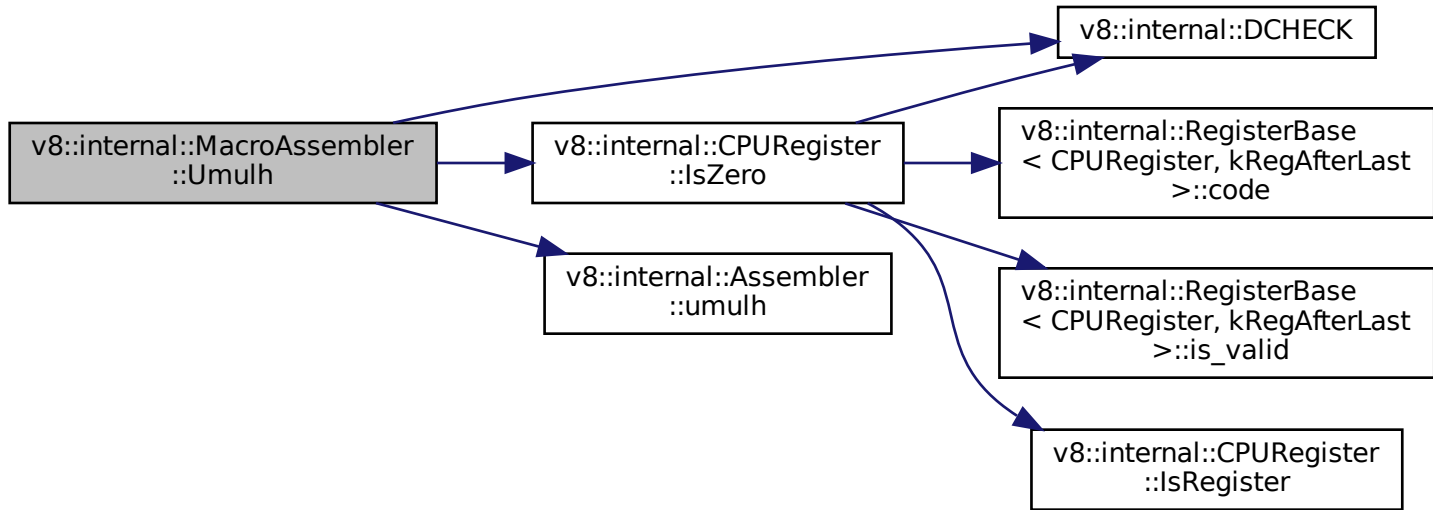 v8::internal::MacroAssembler
::Umulh
v8::internal::CPURegister
::IsZero
v8::internal::Assembler
::umulh
v8::internal::DCHECK
v8::internal::RegisterBase
< CPURegister, kRegAfterLast
>::code
v8::internal::RegisterBase
< CPURegister, kRegAfterLast
>::is_valid
v8::internal::CPURegister
::IsRegister